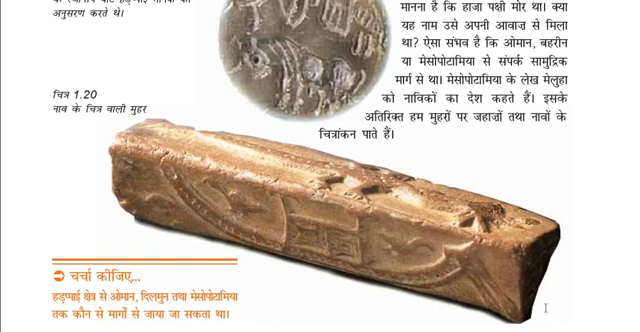 अनुसरण करते थे।
मानना है कि हाजा पक्षी मोर था। क्या
यह नाम उसे अपनी आवाज़ से मिला
था? ऐसा संभव है कि ओमान, बहरीन
या मेसोपोटामिया से संपर्क सामुद्रिक
मार्ग से था। मेसोपोटामिया के लेख मेलुहा
को नाविकों का देश कहते हैं। इसके
अतिरिक्त हम मुहरों पर जहाजों तथा नावों के
चित्रांकन पाते हैं।
चित्र 1.20
नाव के चित्र वाली मुहर
चर्चा कीजिए...
हड़प्पाई क्षेत्र से ओमान, दिलमुन तथा मेसोपोटामिया
तक कौन से मार्गों से जाया जा सकता था।